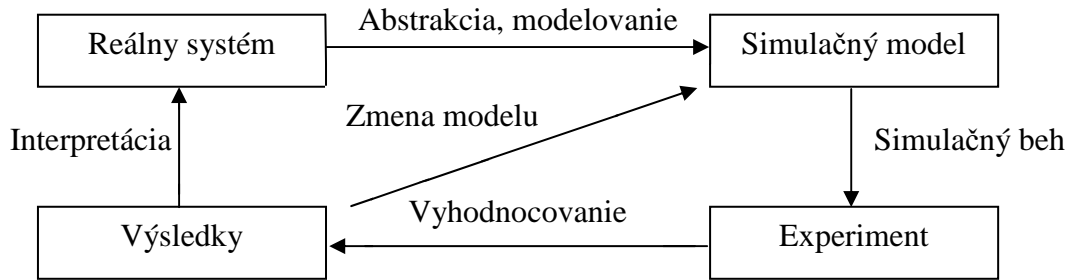 Reálny systém
Abstrakcia, modelovanie
Simulačný model
Interpretácia
Zmena modelu
Simulačný beh
Výsledky
Vyhodnocovanie
Experiment